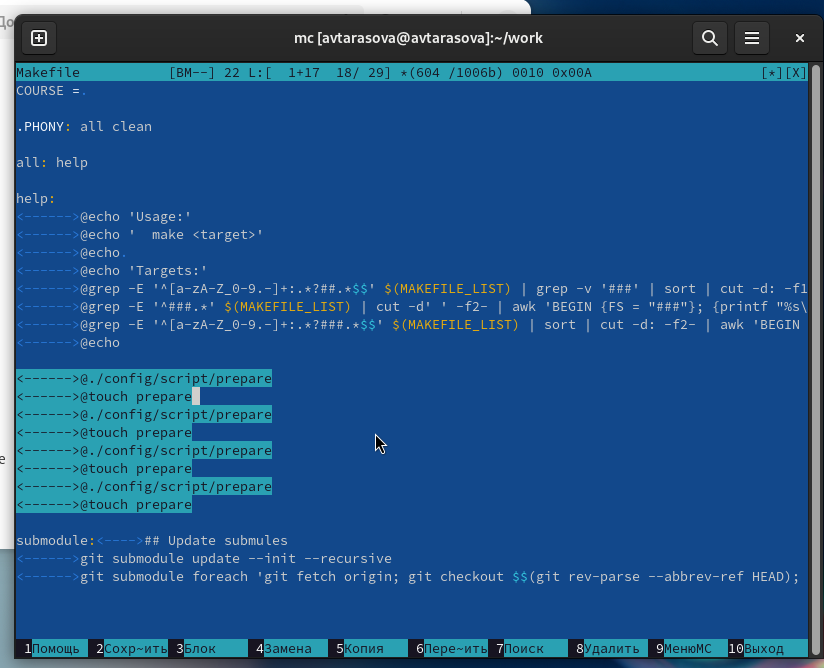 До
mc [avtarasova@avtarasova]:~/work
Makefile [BM--] 22 L:[ 1+17 18/ 29] *(604 /1006b) 0010 0x00A [*][X]
COURSE =.
.PHONY: all clean
all: help
help:
<------>@echo 'Usage:'
<------>@echo '  make <target>'
<------>@echo.
<------>@echo 'Targets:'
<------>@grep -E '^[a-zA-Z_0-9.-]+:.*?##.*$$' $(MAKEFILE_LIST) | grep -v '###' | sort | cut -d: -f1
<------>@grep -E '^###.*' $(MAKEFILE_LIST) | cut -d' ' -f2- | awk 'BEGIN {FS = "###"}; {printf "%s\
<------>@grep -E '^[a-zA-Z_0-9.-]+:.*?###.*$$' $(MAKEFILE_LIST) | sort | cut -d: -f2- | awk 'BEGIN
<------>@echo
<------>@./config/script/prepare
<------>@touch prepare
<------>@./config/script/prepare
<------>@touch prepare
<------>@./config/script/prepare
<------>@touch prepare
<------>@./config/script/prepare
<------>@touch prepare
е
submodule:<---->## Update submules
<------>git submodule update --init --recursive
<------>git submodule foreach 'git fetch origin; git checkout $$(git rev-parse --abbrev-ref HEAD);
1Помощь 2Сохр~ить 3Блок 4Замена 5Копия 6Пере~ить 7Поиск 8Удалить 9МенюМС 10Выход